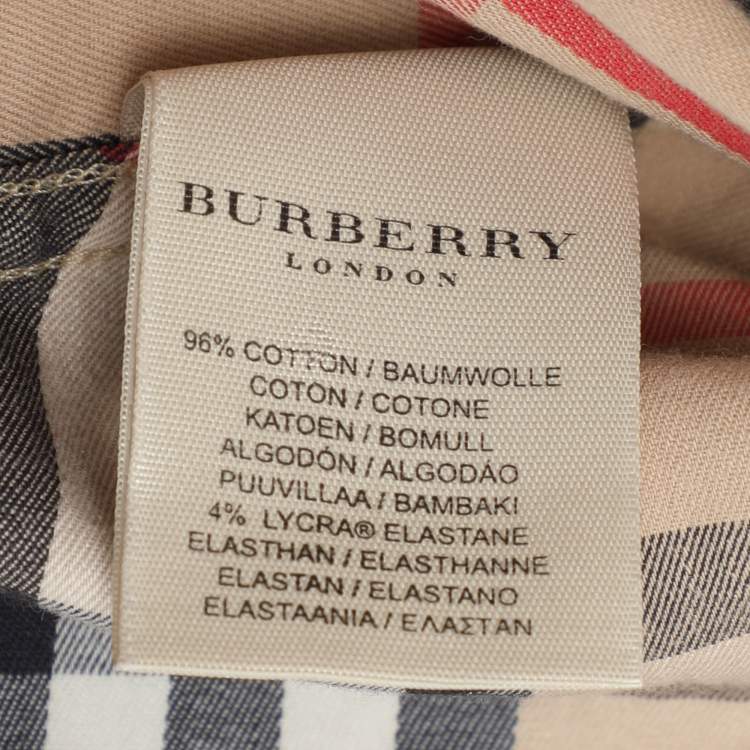 BURBERRY
LONDON
96% COTTON / BAUMWOLLE
COTON / COTONE
KATOEN / BOMULL
ALGODÓN / ALGODÁO
PUUVILLAA / BAMBAKI
4% LYCRA® ELASTANE
ELASTHAN / ELASTHANNE
ELASTAN / ELASTANO
ELASTAANIA / ΕΛΑΣΤΑΝ